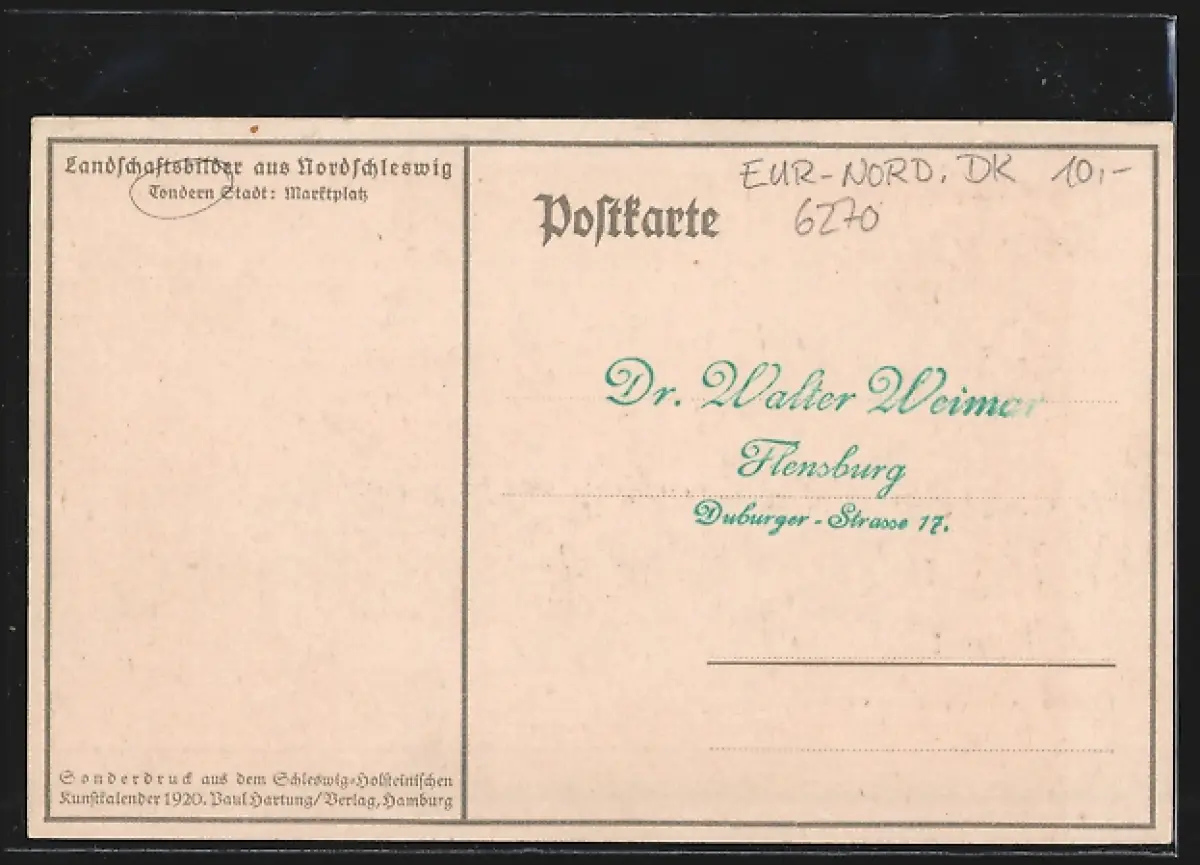 Landschaftsbilder aus Nordschleswig
Tondern Stadt: Marktplatz
Sonderdruck aus dem Schleswig-Holsteinischen
Kunstkalender 1920. Paul Hartung/Verlag, Hamburg
EUR-NORD. DK 10,-
6270
Postkarte
Dr. Walter Weimar
Flensburg
Duburger-Strasse 17.